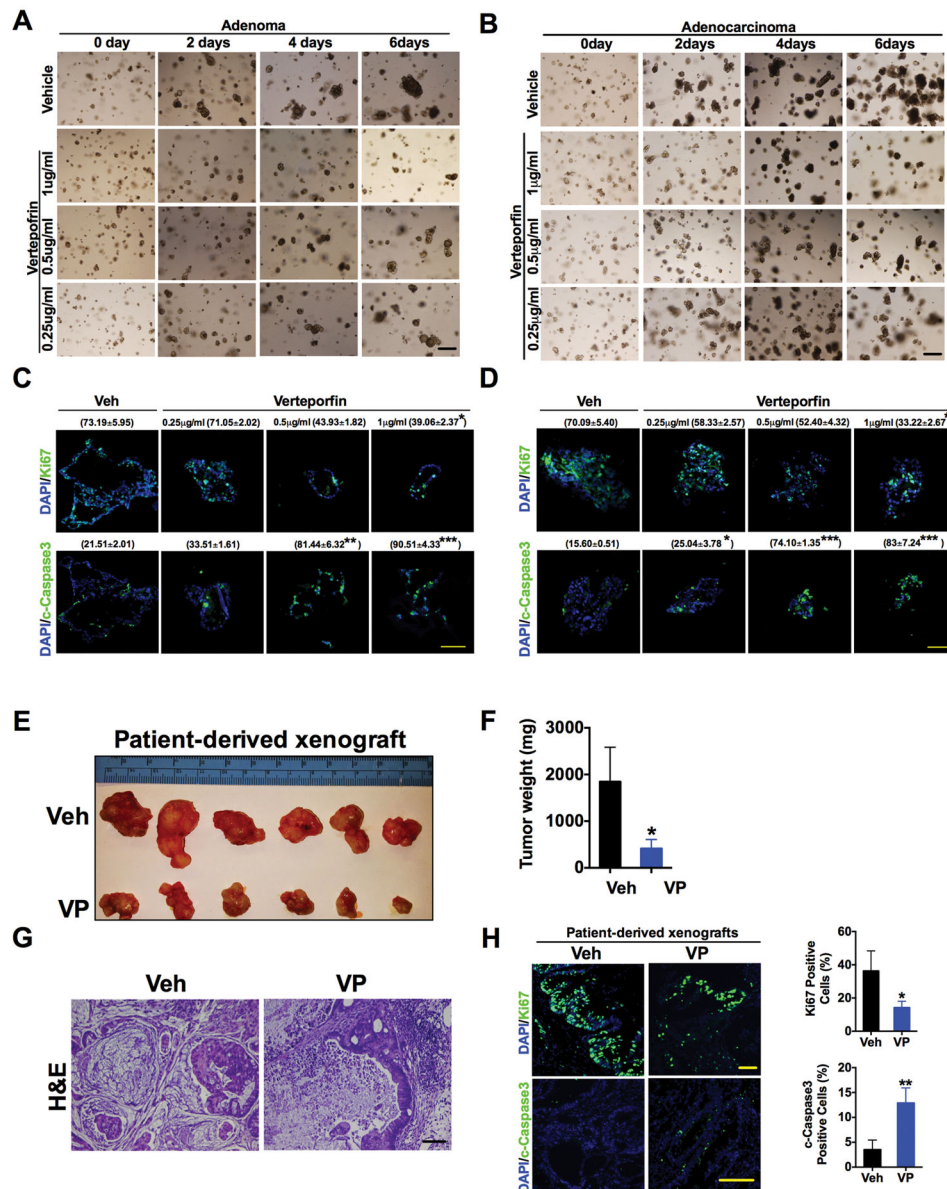 A
Adenoma
0 day 2 days 4 days 6days
Vehicle
Vertepofrin
1ug/ml
0.5ug/ml
0.25ug/ml
B
Adenocarcinoma
0day 2days 4days 6days
Vehicle
Verteporfin
1µg/ml
0.5µg/ml
0.25µg/ml
C
Veh Verteporfin
(73.19±5.95) 0.25µg/ml (71.05±2.02) 0.5µg/ml (43.93±1.82) 1µg/ml (39.06±2.37*)
DAPI/Ki67
(21.51±2.01) (33.51±1.61) (81.44±6.32**) (90.51±4.33***)
DAPI/c-Caspase3
D
Veh Verteporfin
(70.09±5.40) 0.25µg/ml (58.33±2.57) 0.5µg/ml (52.40±4.32) 1µg/ml (33.22±2.67*
DAPI/Ki67
(15.60±0.51) (25.04±3.78 *) (74.10±1.35***) (83±7.24***)
DAPI/c-Caspase3
E
Patient-derived xenograft
Veh
VP
F
Tumor weight (mg)
3000
2000
1000
0
*
Veh VP
G
Veh VP
H&E
H
Patient-derived xenografts
Veh VP
DAPI/Ki67
DAPI/c-Caspase3
Ki67 Positive
Cells (%)
60
40
20
0
*
Veh VP
c-Caspase3
Positive Cells (%)
15
10
5
0
**
Veh VP